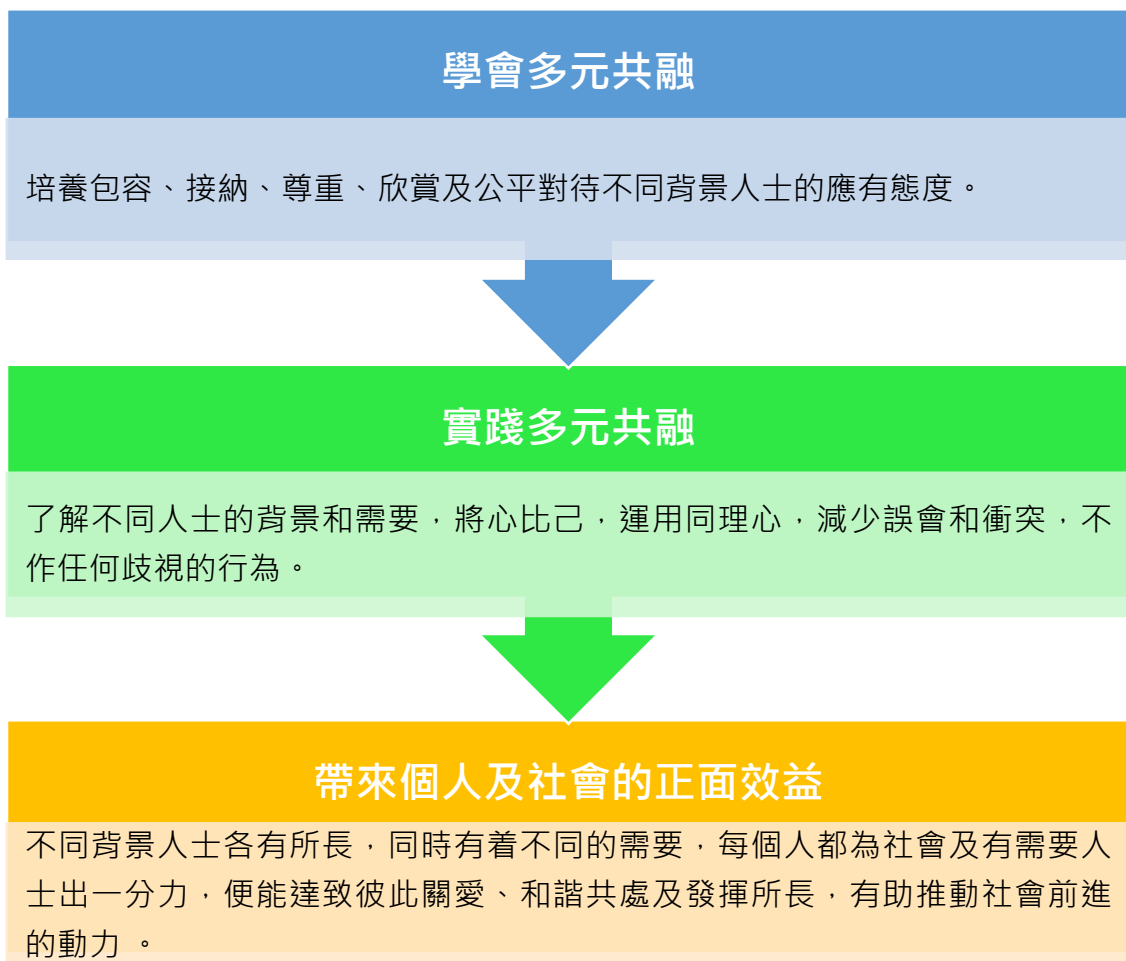 學會多元共融
培養包容、接納、尊重、欣賞及公平對待不同背景人士的應有態度。
實踐多元共融
了解不同人士的背景和需要，將心比己，運用同理心，減少誤會和衝突，不
作任何歧視的行為。
帶來個人及社會的正面效益
不同背景人士各有所長，同時有着不同的需要，每個人都為社會及有需要人
士出一分力，便能達致彼此關愛、和諧共處及發揮所長，有助推動社會前進
的動力 。